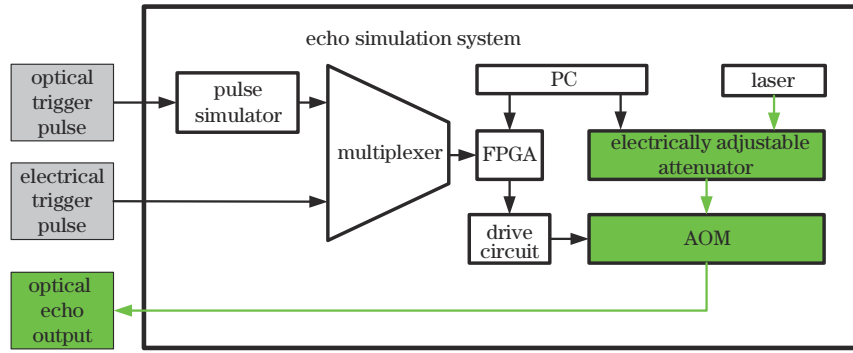 echo simulation system
optical
trigger
pulse
pulse
simulator
multiplexer
PC
laser
FPGA
electrically adjustable
attenuator
electrical
trigger
pulse
drive
circuit
AOM
optical
echo
output